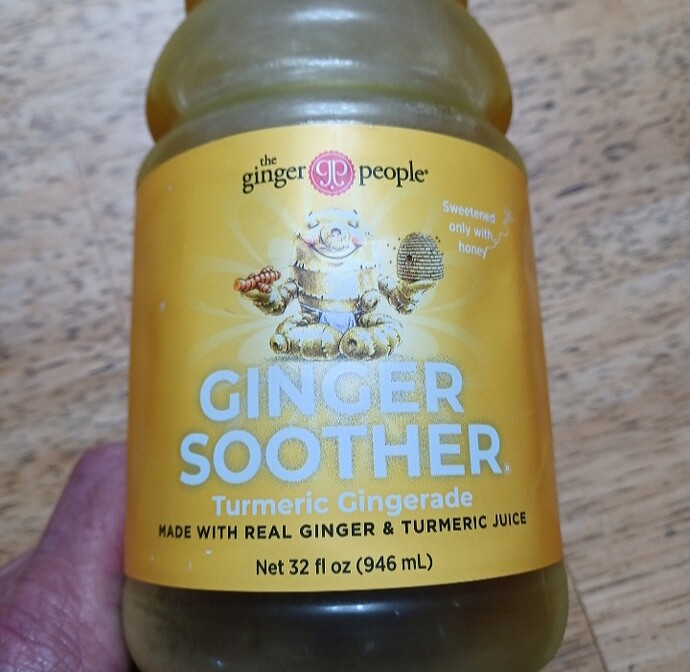 the
ginger gp people®
Sweetened
only with
honey
GINGER
SOOTHER®
Turmeric Gingerade
MADE WITH REAL GINGER & TURMERIC JUICE
Net 32 fl oz (946 mL)